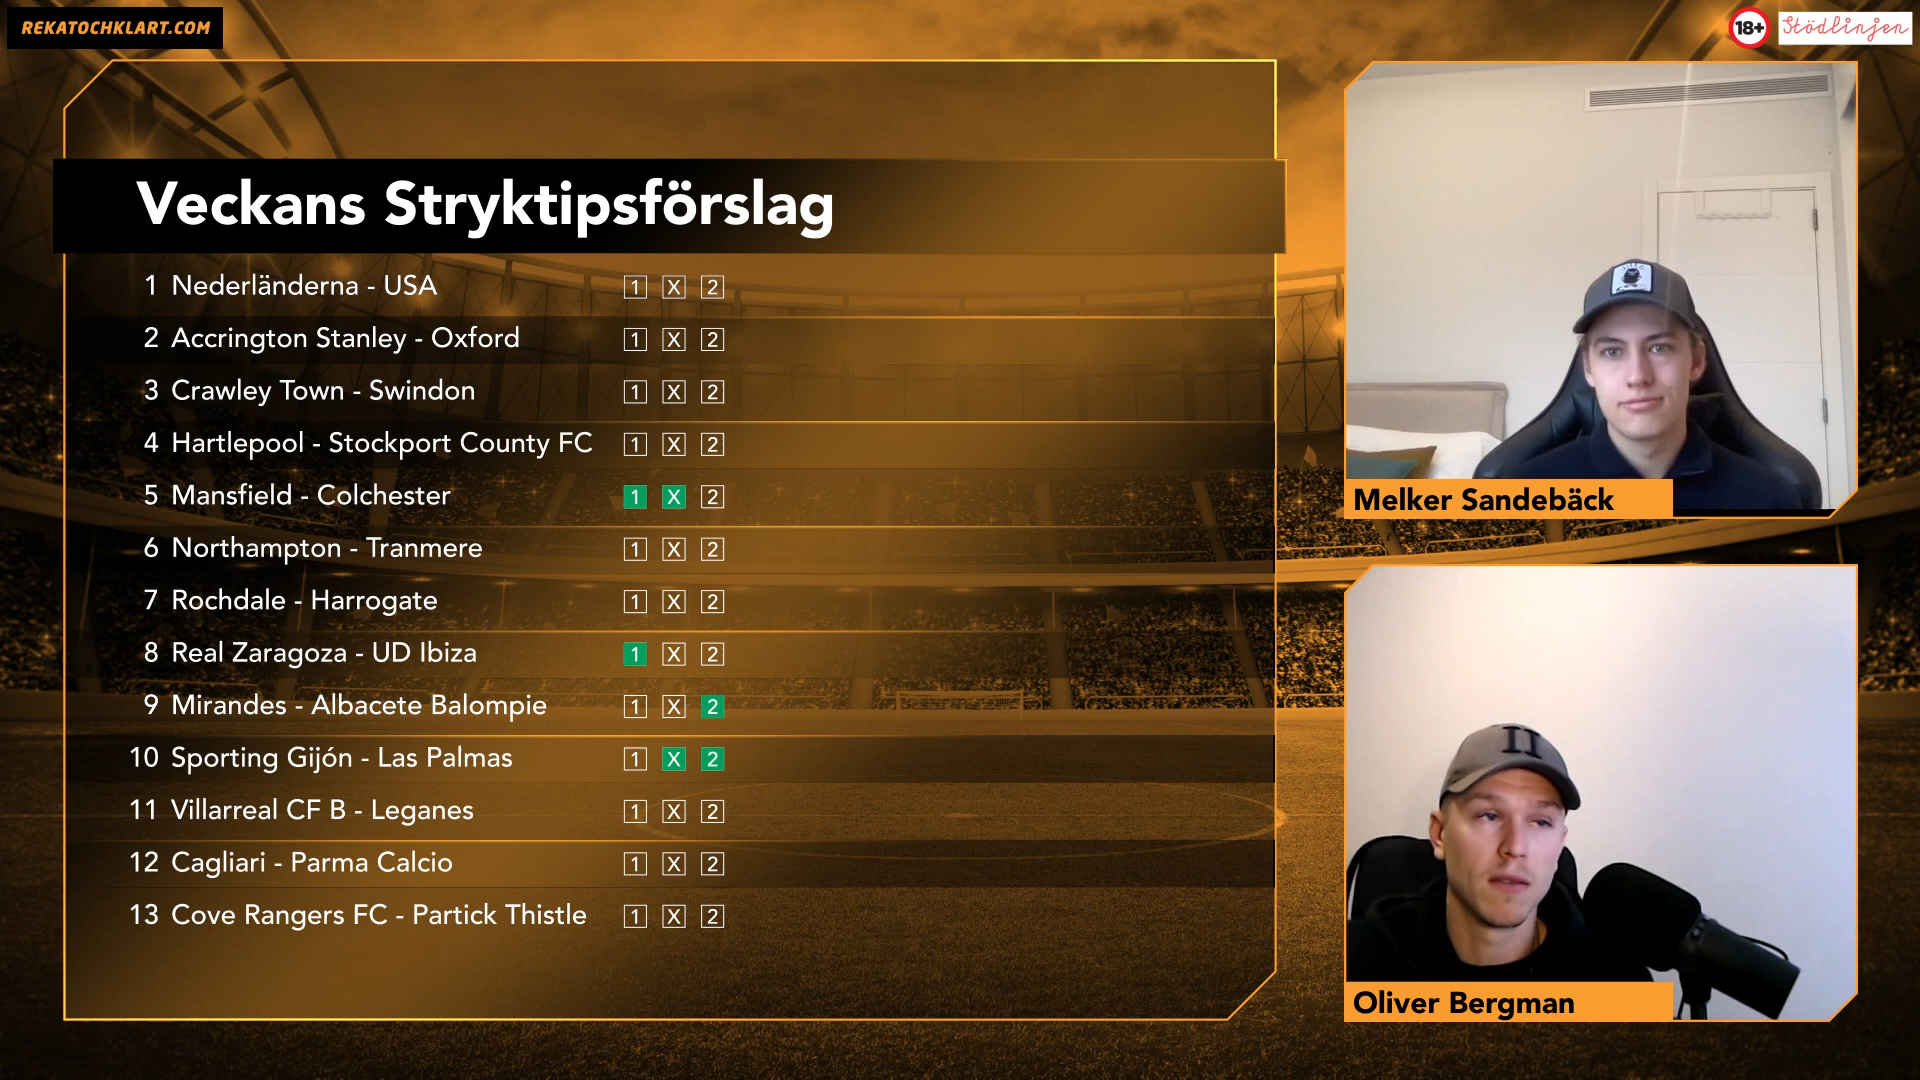 REKATOCHKLART.COM
18+ Stödlinjen
Veckans Stryktipsförslag
1 Nederländerna - USA 1 X 2
2 Accrington Stanley - Oxford 1 X 2
3 Crawley Town - Swindon 1 X 2
4 Hartlepool - Stockport County FC 1 X 2
5 Mansfield - Colchester 1 X 2
6 Northampton - Tranmere 1 X 2
7 Rochdale - Harrogate 1 X 2
8 Real Zaragoza - UD Ibiza 1 X 2
9 Mirandes - Albacete Balompie 1 X 2
10 Sporting Gijón - Las Palmas 1 X 2
11 Villarreal CF B - Leganes 1 X 2
12 Cagliari - Parma Calcio 1 X 2
13 Cove Rangers FC - Partick Thistle 1 X 2
Melker Sandebäck
II
Oliver Bergman